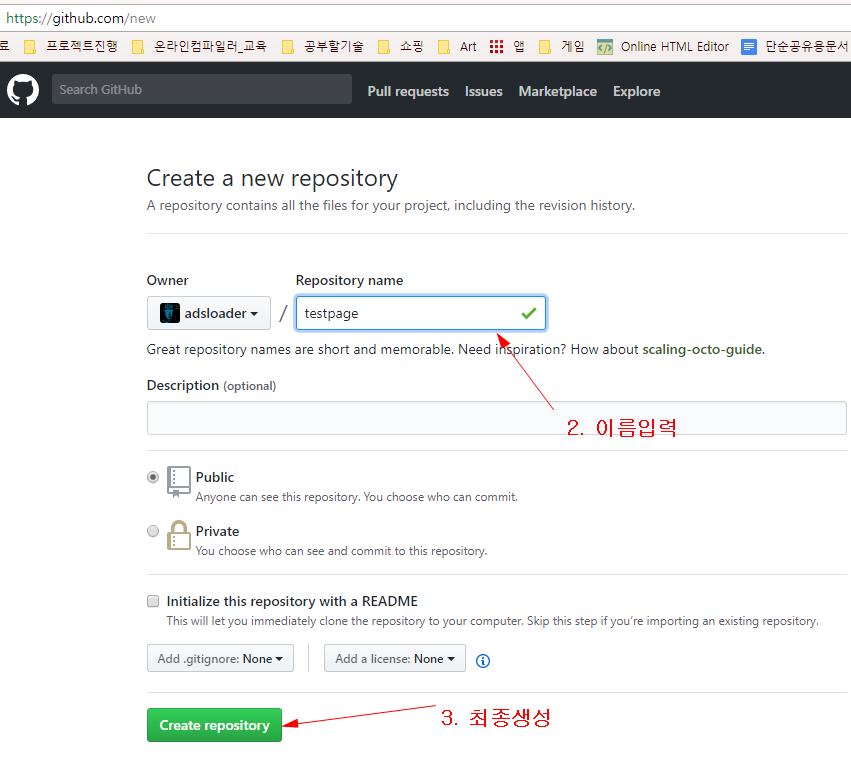 https://github.com/new
료 프로젝트진행 온라인컴파일러_교육 공부할기술 쇼핑 Art 앱 게임 Online HTML Editor 단순공유용문서
Search GitHub Pull requests Issues Marketplace Explore
Create a new repository
A repository contains all the files for your project, including the revision history.
Owner Repository name
adsloader / testpage
Great repository names are short and memorable. Need inspiration? How about scaling-octo-guide.
Description (optional)
2. 이름입력
Public
Anyone can see this repository. You choose who can commit.
Private
You choose who can see and commit to this repository.
Initialize this repository with a README
This will let you immediately clone the repository to your computer. Skip this step if you're importing an existing repository.
Add .gitignore: None Add a license: None
Create repository 3. 최종생성